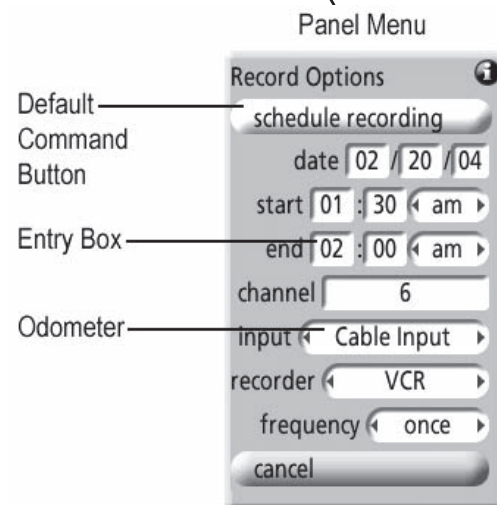 Panel Menu
Record Options
Default
Command
Button
schedule recording
date 02 / 20 / 04
start 01 : 30 am
Entry Box
end 02 : 00 am
channel 6
Odometer
input Cable Input
recorder VCR
frequency once
cancel